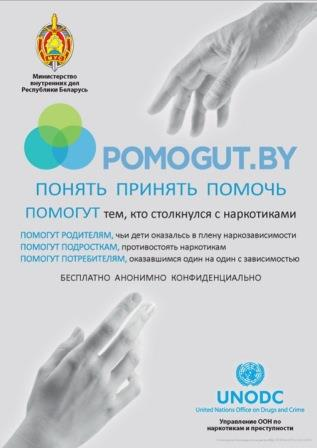 МУС
Министерство
внутренних дел
Республики Беларусь
POMOGUT.BY
ПОНЯТЬ ПРИНЯТЬ ПОМОЧЬ
ПОМОГУТ тем, кто столкнулся с наркотиками
ПОМОГУТ РОДИТЕЛЯМ, чьи дети оказались в плену наркозависимости
ПОМОГУТ ПОДРОСТКАМ, противостоять наркотикам
ПОМОГУТ ПОТРЕБИТЕЛЯМ, оказавшимся один на один с зависимостью
БЕСПЛАТНО АНОНИМНО КОНФИДЕНЦИАЛЬНО
UNODC
United Nations Office on Drugs and Crime
Управление ООН по
наркотикам и преступности